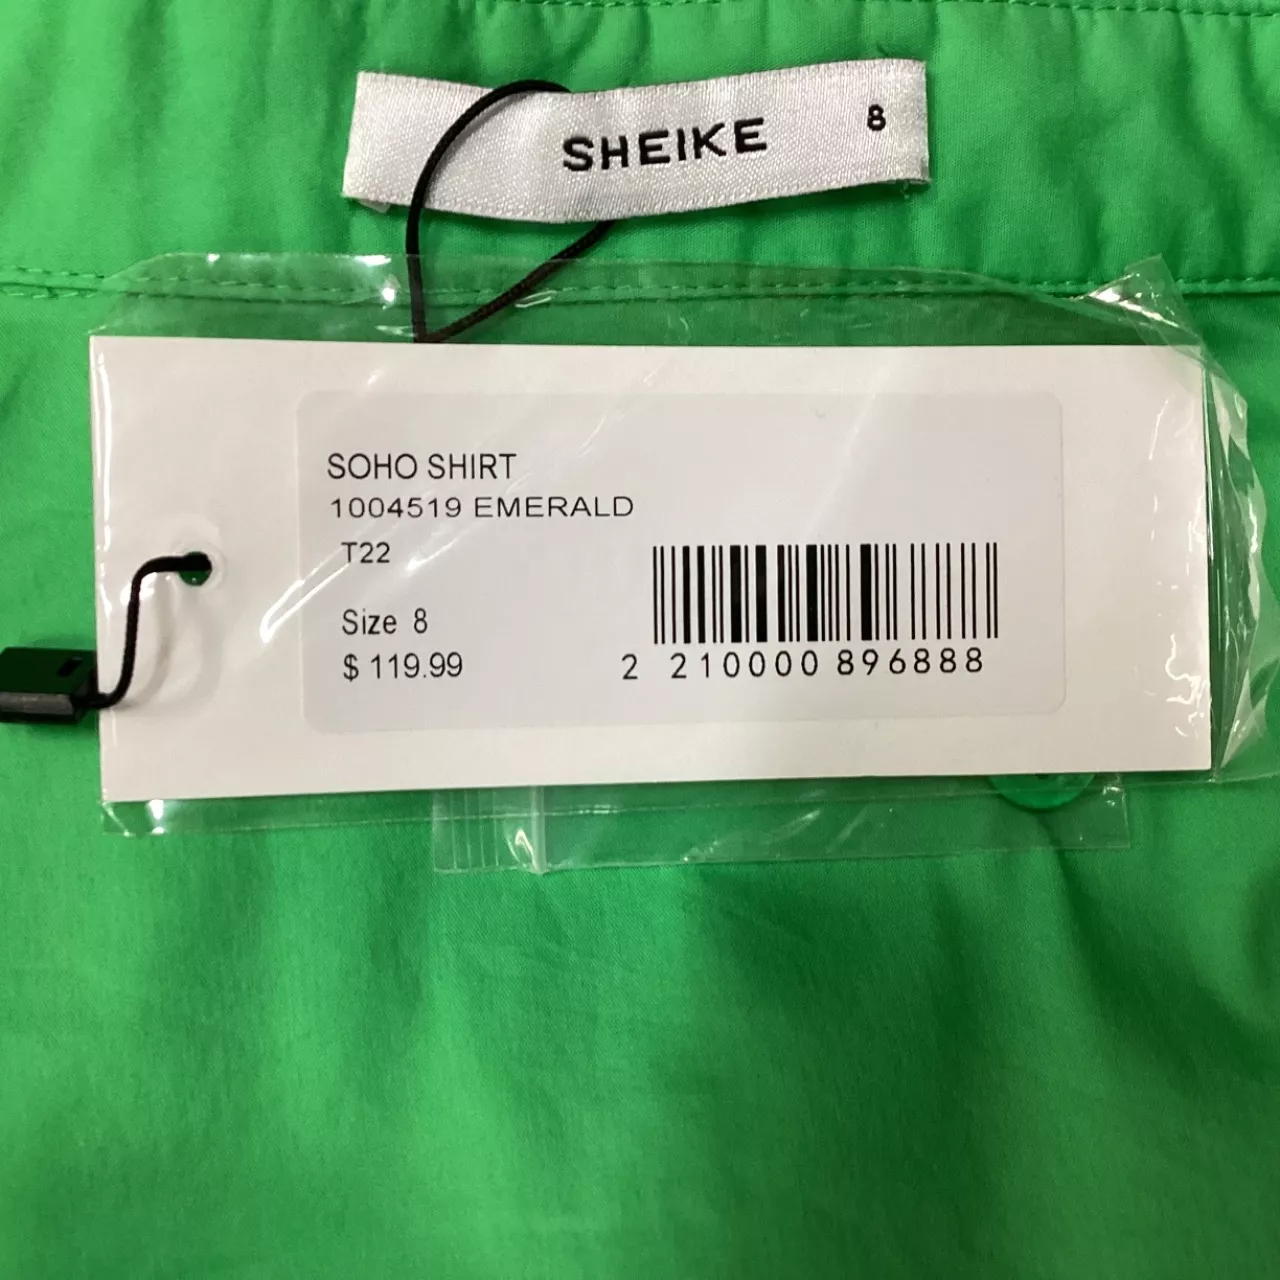 SHEIKE 8
SOHO SHIRT
1004519 EMERALD
T22
Size 8
$ 119.99
2 210000 896888